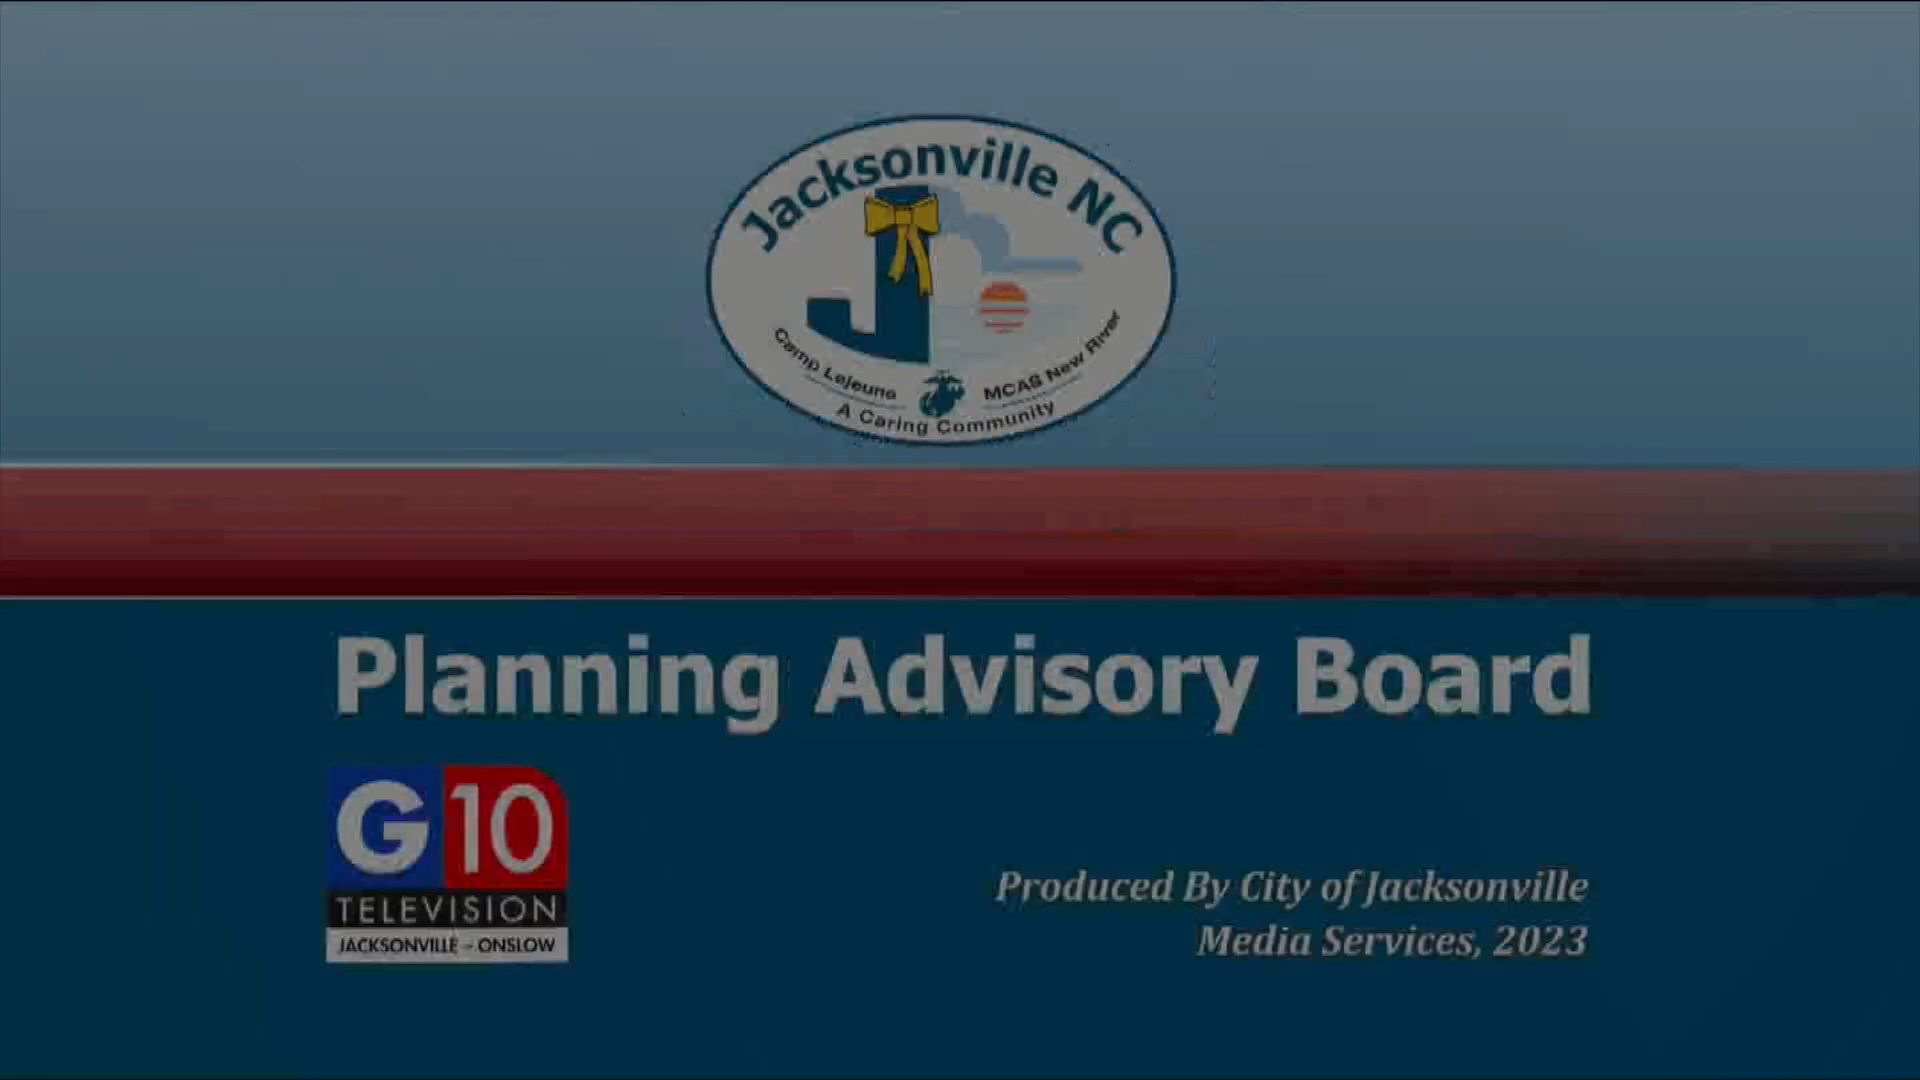 Jacksonville NC
J
Camp Lejeune
MCAS New River
A Caring Community
Planning Advisory Board
G10
TELEVISION
JACKSONVILLE - ONSLOW
Produced By City of Jacksonville
Media Services, 2023